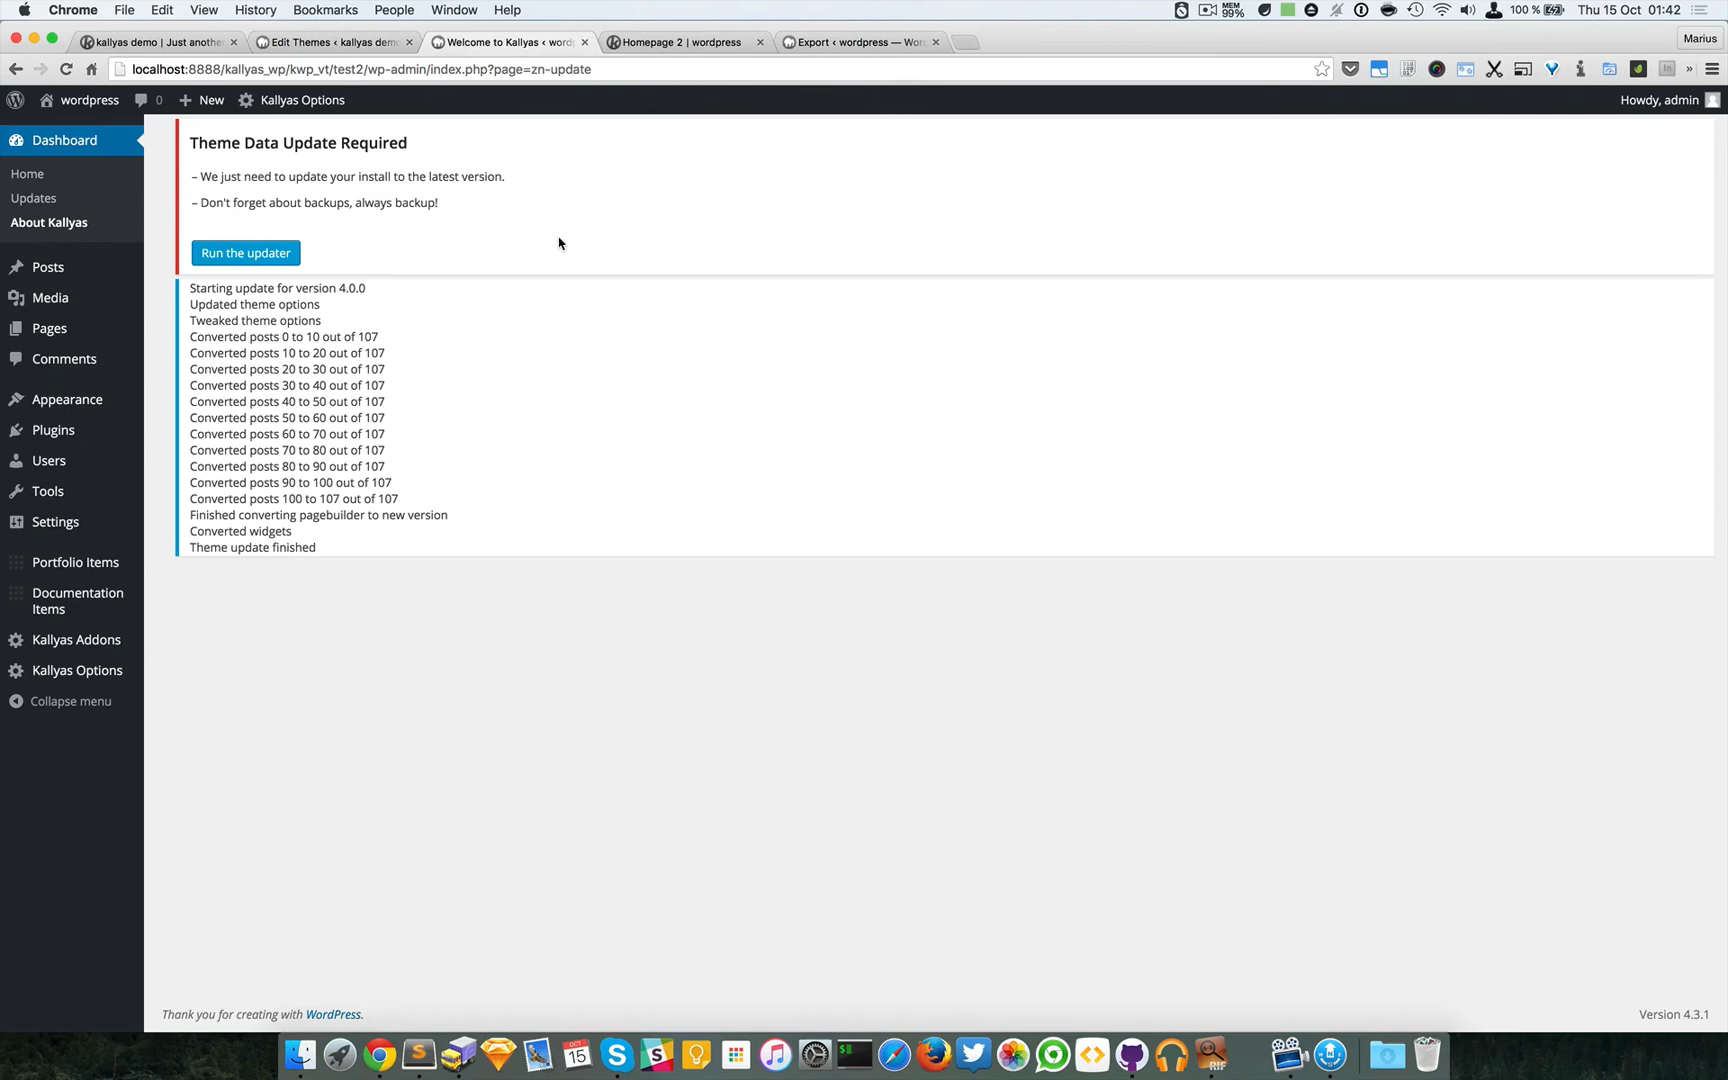 Chrome File Edit View History Bookmarks People Window Help MEM 99% 100 % Thu 15 Oct 01:42
kallyas demo | Just anothe Edit Themes ‹ kallyas demo Welcome to Kallyas ‹ word Homepage 2 | wordpress Export ‹ wordpress — Wor Marius
localhost:8888/kallyas_wp/kwp_vt/test2/wp-admin/index.php?page=zn-update
wordpress 0 New Kallyas Options Howdy, admin
Dashboard
Home
Updates
About Kallyas
Posts
Media
Pages
Comments
Appearance
Plugins
Users
Tools
Settings
Portfolio Items
Documentation
Items
Kallyas Addons
Kallyas Options
Collapse menu
Theme Data Update Required
– We just need to update your install to the latest version.
– Don't forget about backups, always backup!
Run the updater
Starting update for version 4.0.0
Updated theme options
Tweaked theme options
Converted posts 0 to 10 out of 107
Converted posts 10 to 20 out of 107
Converted posts 20 to 30 out of 107
Converted posts 30 to 40 out of 107
Converted posts 40 to 50 out of 107
Converted posts 50 to 60 out of 107
Converted posts 60 to 70 out of 107
Converted posts 70 to 80 out of 107
Converted posts 80 to 90 out of 107
Converted posts 90 to 100 out of 107
Converted posts 100 to 107 out of 107
Finished converting pagebuilder to new version
Converted widgets
Theme update finished
Thank you for creating with WordPress. Version 4.3.1
15 RIF